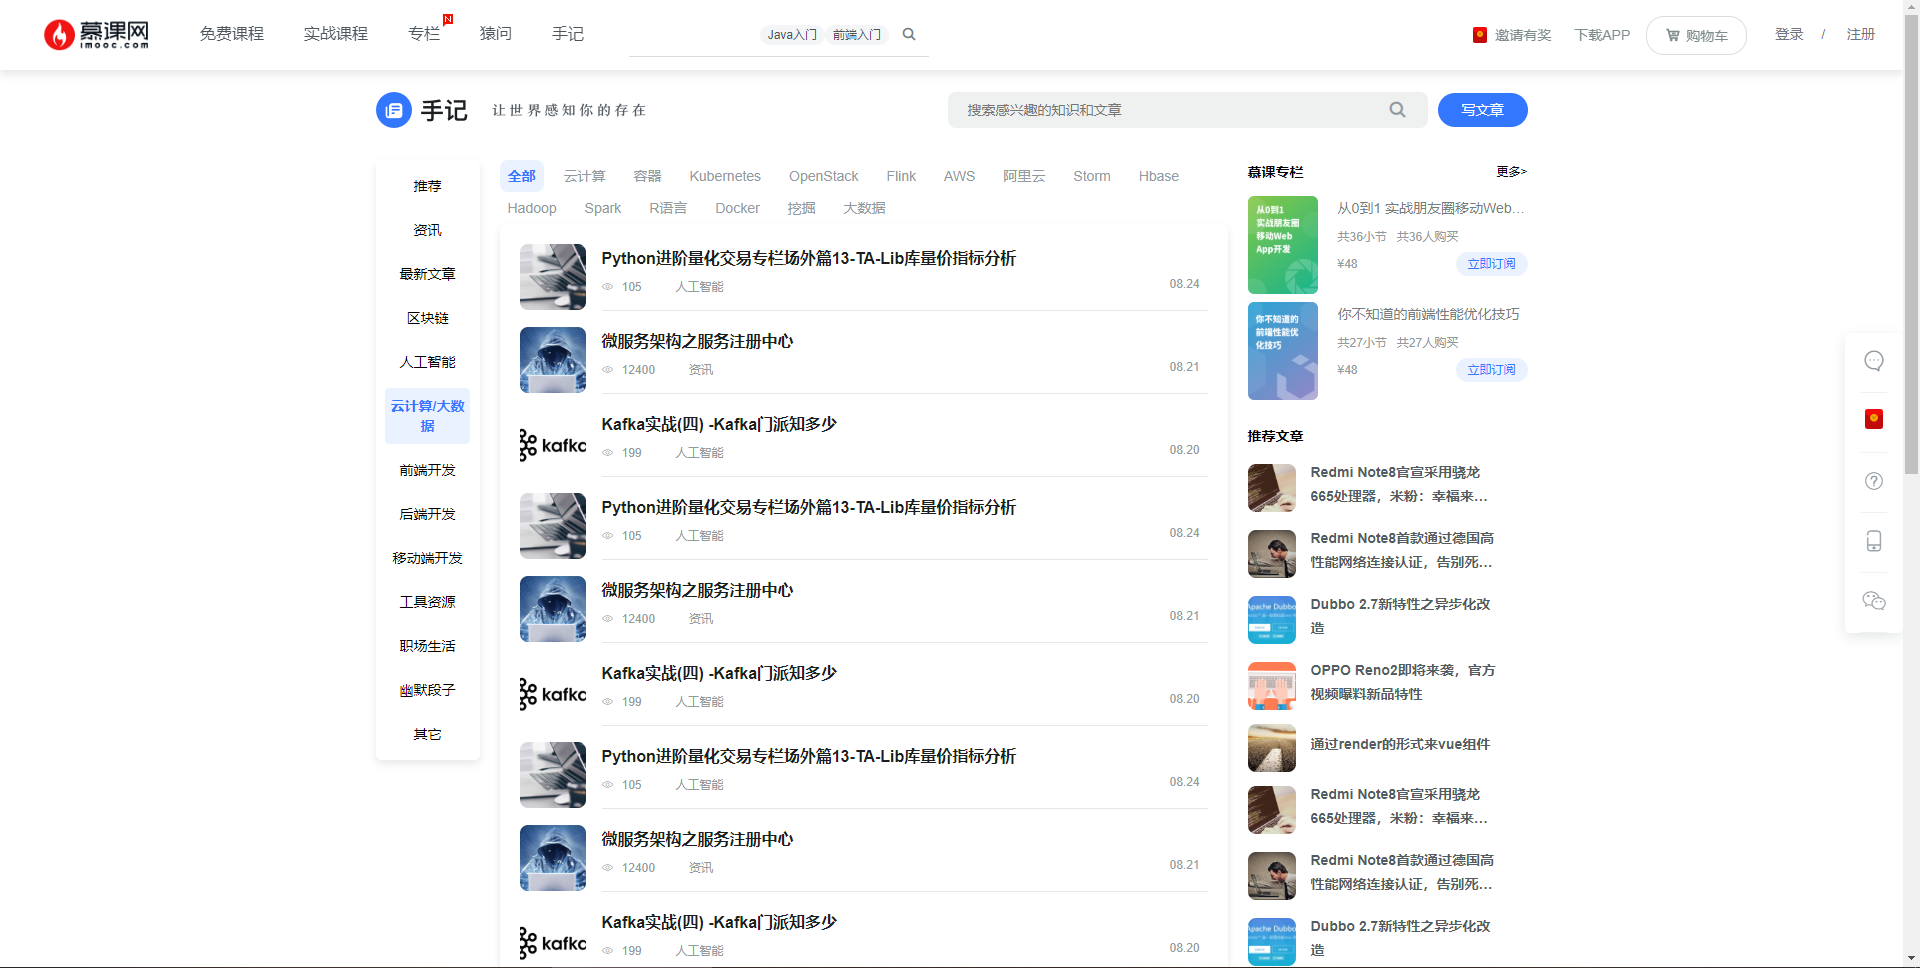 慕课网
imooc.com
免费课程
实战课程
专栏
N
猿问
手记
Java入门
前端入门
邀请有奖
下载APP
购物车
登录 / 注册
手记
让世界感知你的存在
搜索感兴趣的知识和文章
写文章
推荐
资讯
最新文章
区块链
人工智能
云计算/大数
据
前端开发
后端开发
移动端开发
工具资源
职场生活
幽默段子
其它
全部 云计算 容器 Kubernetes OpenStack Flink AWS 阿里云 Storm Hbase
Hadoop Spark R语言 Docker 挖掘 大数据
Python进阶量化交易专栏场外篇13-TA-Lib库量价指标分析
105 人工智能 08.24
微服务架构之服务注册中心
12400 资讯 08.21
kafka
Kafka实战(四) -Kafka门派知多少
199 人工智能 08.20
Python进阶量化交易专栏场外篇13-TA-Lib库量价指标分析
105 人工智能 08.24
微服务架构之服务注册中心
12400 资讯 08.21
kafka
Kafka实战(四) -Kafka门派知多少
199 人工智能 08.20
Python进阶量化交易专栏场外篇13-TA-Lib库量价指标分析
105 人工智能 08.24
微服务架构之服务注册中心
12400 资讯 08.21
kafka
Kafka实战(四) -Kafka门派知多少
199 人工智能 08.20
慕课专栏 更多>
从0到1
实战朋友圈
移动Web
App开发
从0到1 实战朋友圈移动Web...
共36小节 共36人购买
¥48 立即订阅
你不知道的
前端性能优
化技巧
你不知道的前端性能优化技巧
共27小节 共27人购买
¥48 立即订阅
推荐文章
Redmi Note8官宣采用骁龙
665处理器，米粉：幸福来...
Redmi Note8首款通过德国高
性能网络连接认证，告别死...
Apache Dubbo
Dubbo 2.7新特性之异步化改
造
OPPO Reno2即将来袭，官方
视频曝料新品特性
通过render的形式来vue组件
Redmi Note8官宣采用骁龙
665处理器，米粉：幸福来...
Redmi Note8首款通过德国高
性能网络连接认证，告别死...
Apache Dubbo
Dubbo 2.7新特性之异步化改
造